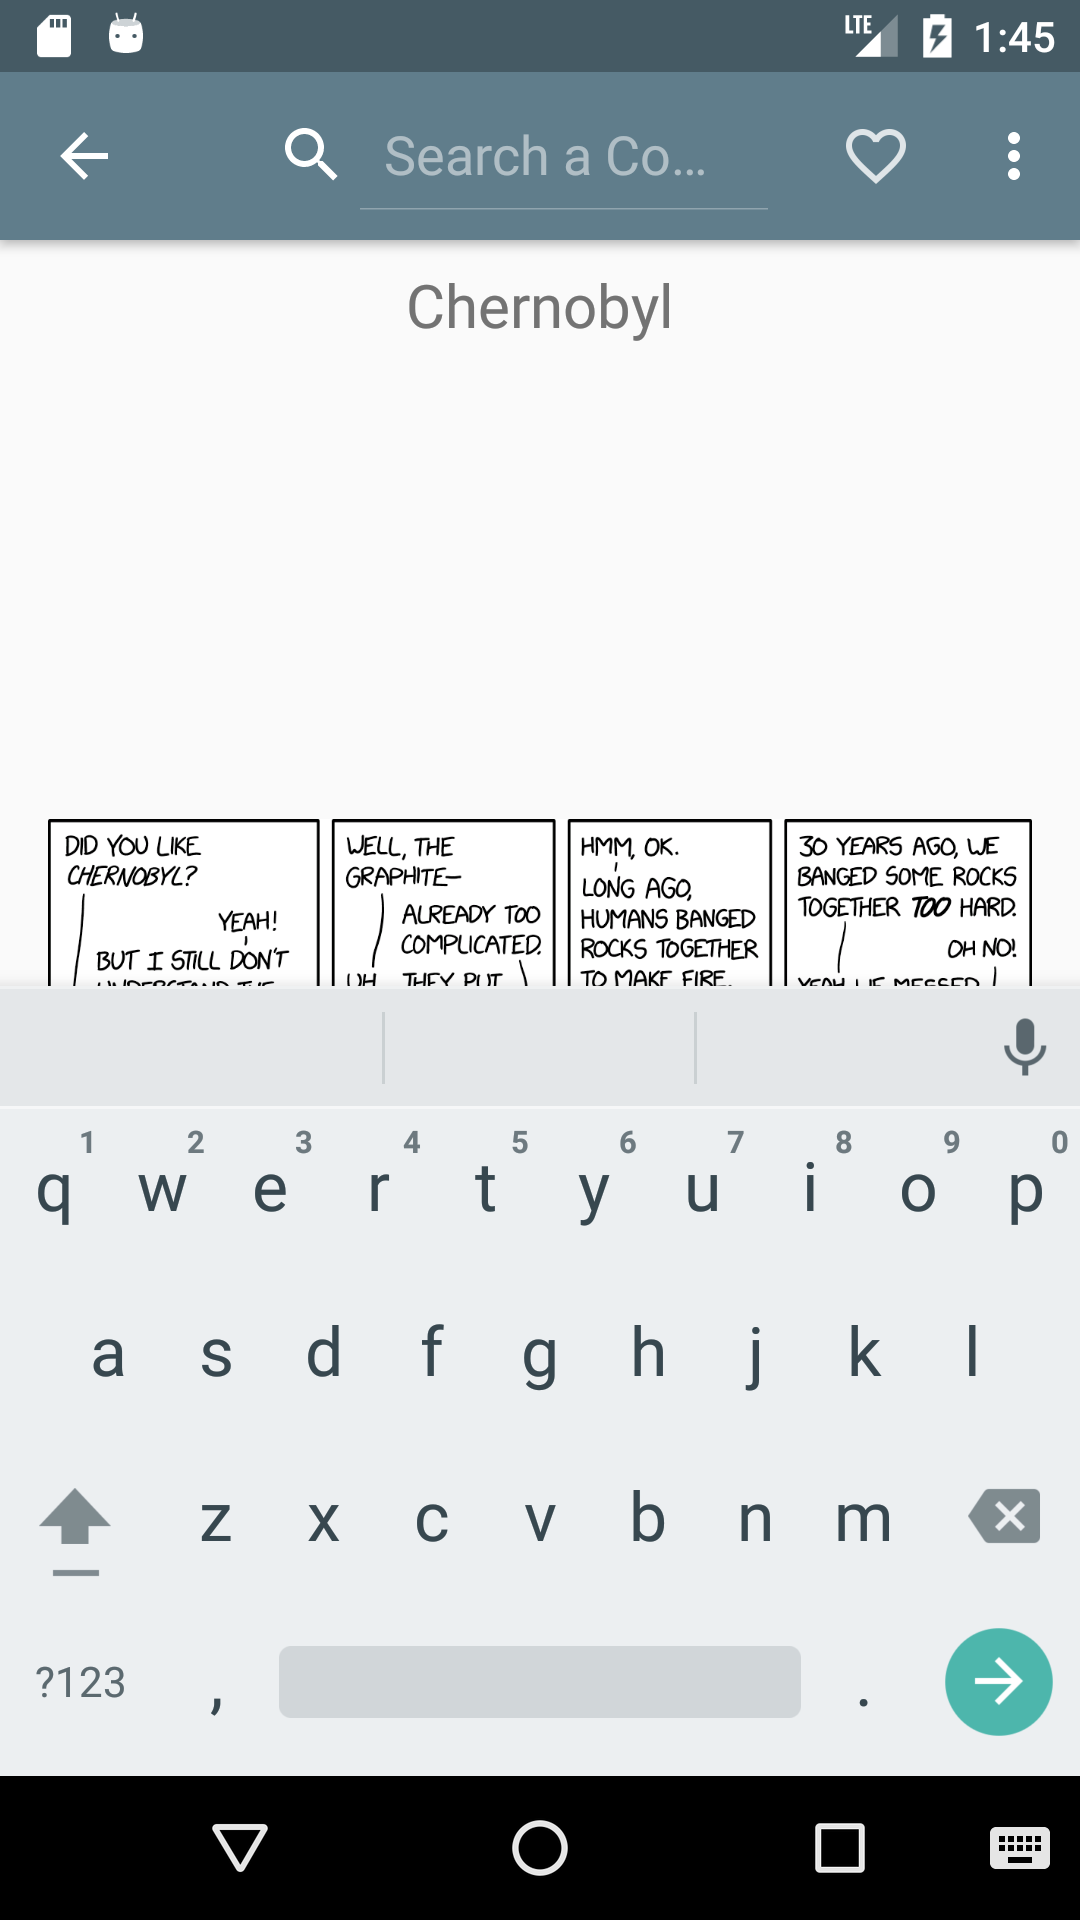 LTE 1:45
Search a Co...
Chernobyl
DID YOU LIKE
CHERNOBYL?
YEAH!
BUT I STILL DON'T
UNDERSTAND THE
WELL, THE
GRAPHITE—
ALREADY TOO
COMPLICATED.
UH THEY PUT
HMM, OK.
LONG AGO,
HUMANS BANGED
ROCKS TOGETHER
TO MAKE FIRE.
30 YEARS AGO, WE
BANGED SOME ROCKS
TOGETHER TOO HARD.
OH NO!
YEAH, WE MESSED
1 2 3 4 5 6 7 8 9 0
q w e r t y u i o p
a s d f g h j k l
z x c v b n m
?123 , .